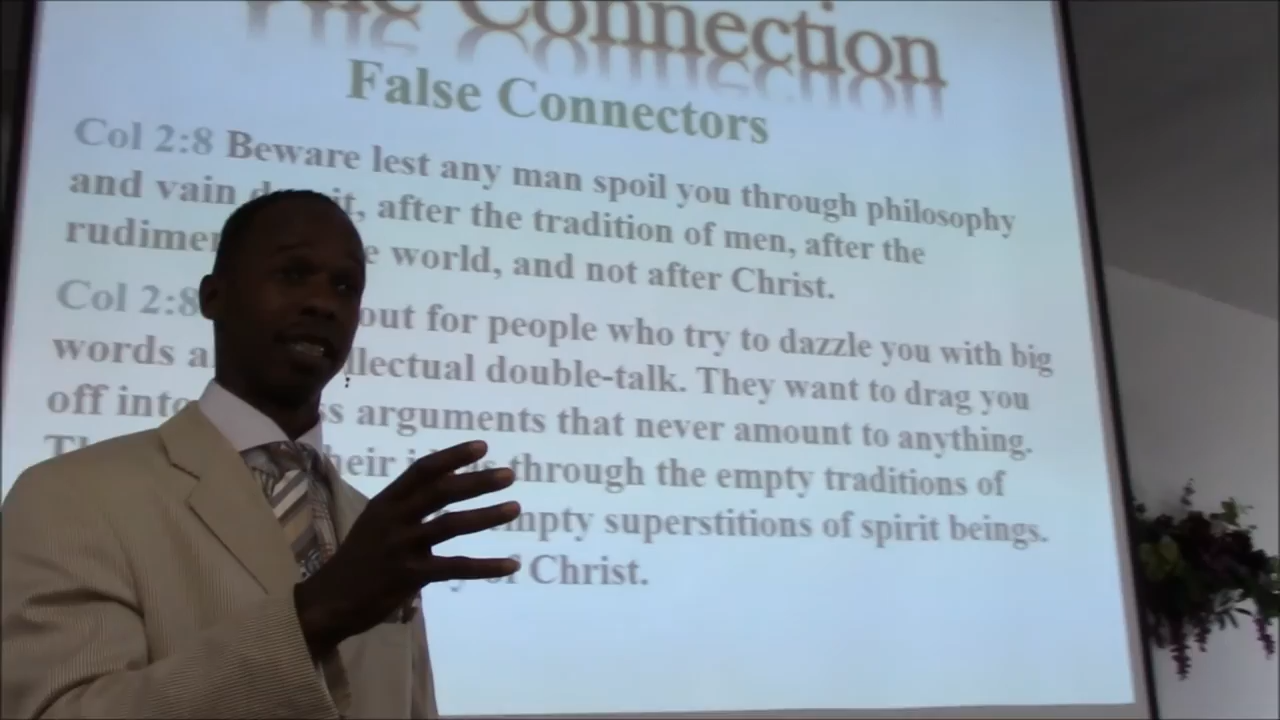 The Connection
False Connectors
Col 2:8 Beware lest any man spoil you through philosophy
and vain after the tradition of men, after the
world, and not after Christ.
Col 2:8 out for people who try to dazzle you with big
words double-talk. They want to drag you
off into arguments that never amount to anything.
through the empty traditions of
superstitions of spirit beings.
of Christ.